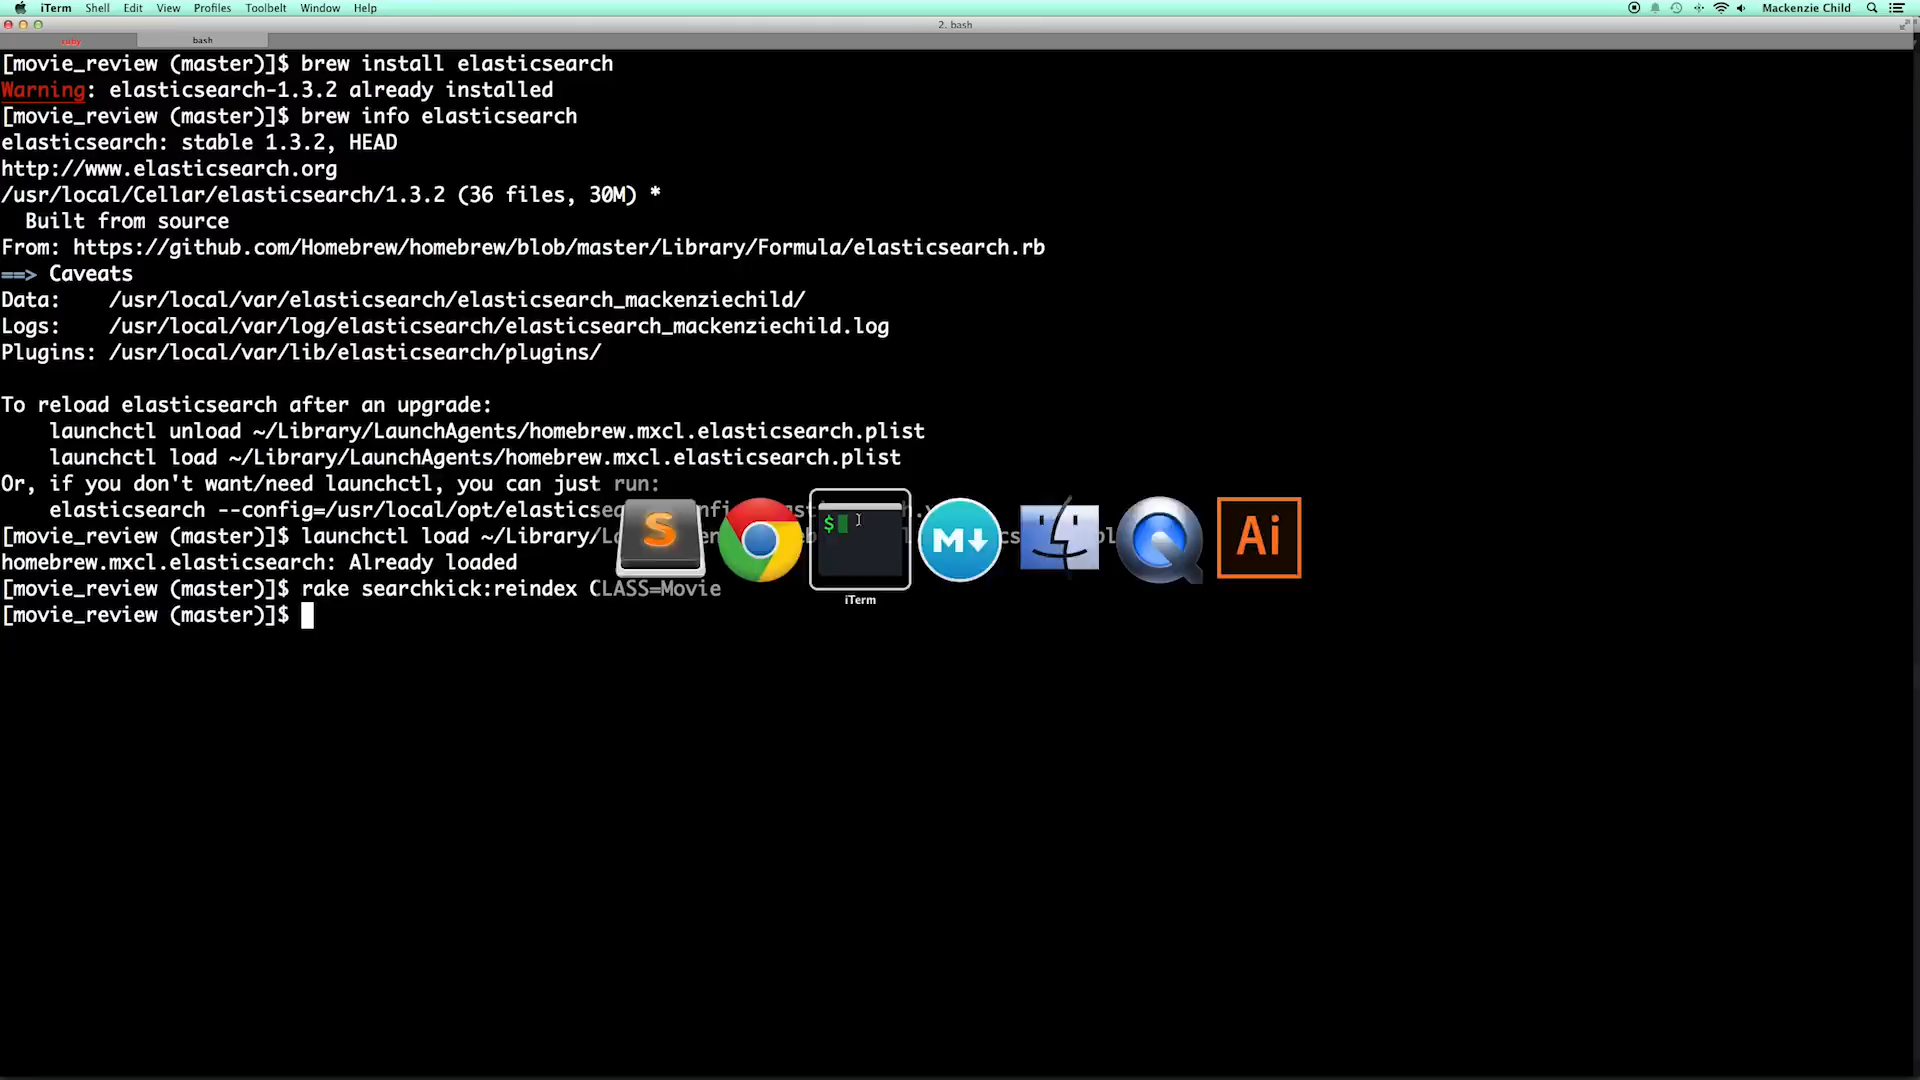 iTerm Shell Edit View Profiles Toolbelt Window Help Mackenzie Child
2. bash
ruby bash
[movie_review (master)]$ brew install elasticsearch
Warning: elasticsearch-1.3.2 already installed
[movie_review (master)]$ brew info elasticsearch
elasticsearch: stable 1.3.2, HEAD
http://www.elasticsearch.org
/usr/local/Cellar/elasticsearch/1.3.2 (36 files, 30M) *
Built from source
From: https://github.com/Homebrew/homebrew/blob/master/Library/Formula/elasticsearch.rb
==> Caveats
Data: /usr/local/var/elasticsearch/elasticsearch_mackenziechild/
Logs: /usr/local/var/log/elasticsearch/elasticsearch_mackenziechild.log
Plugins: /usr/local/var/lib/elasticsearch/plugins/
To reload elasticsearch after an upgrade:
launchctl unload ~/Library/LaunchAgents/homebrew.mxcl.elasticsearch.plist
launchctl load ~/Library/LaunchAgents/homebrew.mxcl.elasticsearch.plist
Or, if you don't want/need launchctl, you can just run:
elasticsearch --config=/usr/local/opt/elastics
[movie_review (master)]$ launchctl load ~/Library/
homebrew.mxcl.elasticsearch: Already loaded
[movie_review (master)]$ rake searchkick:reindex CLASS=Movie
[movie_review (master)]$
S
$
M
Ai
iTerm